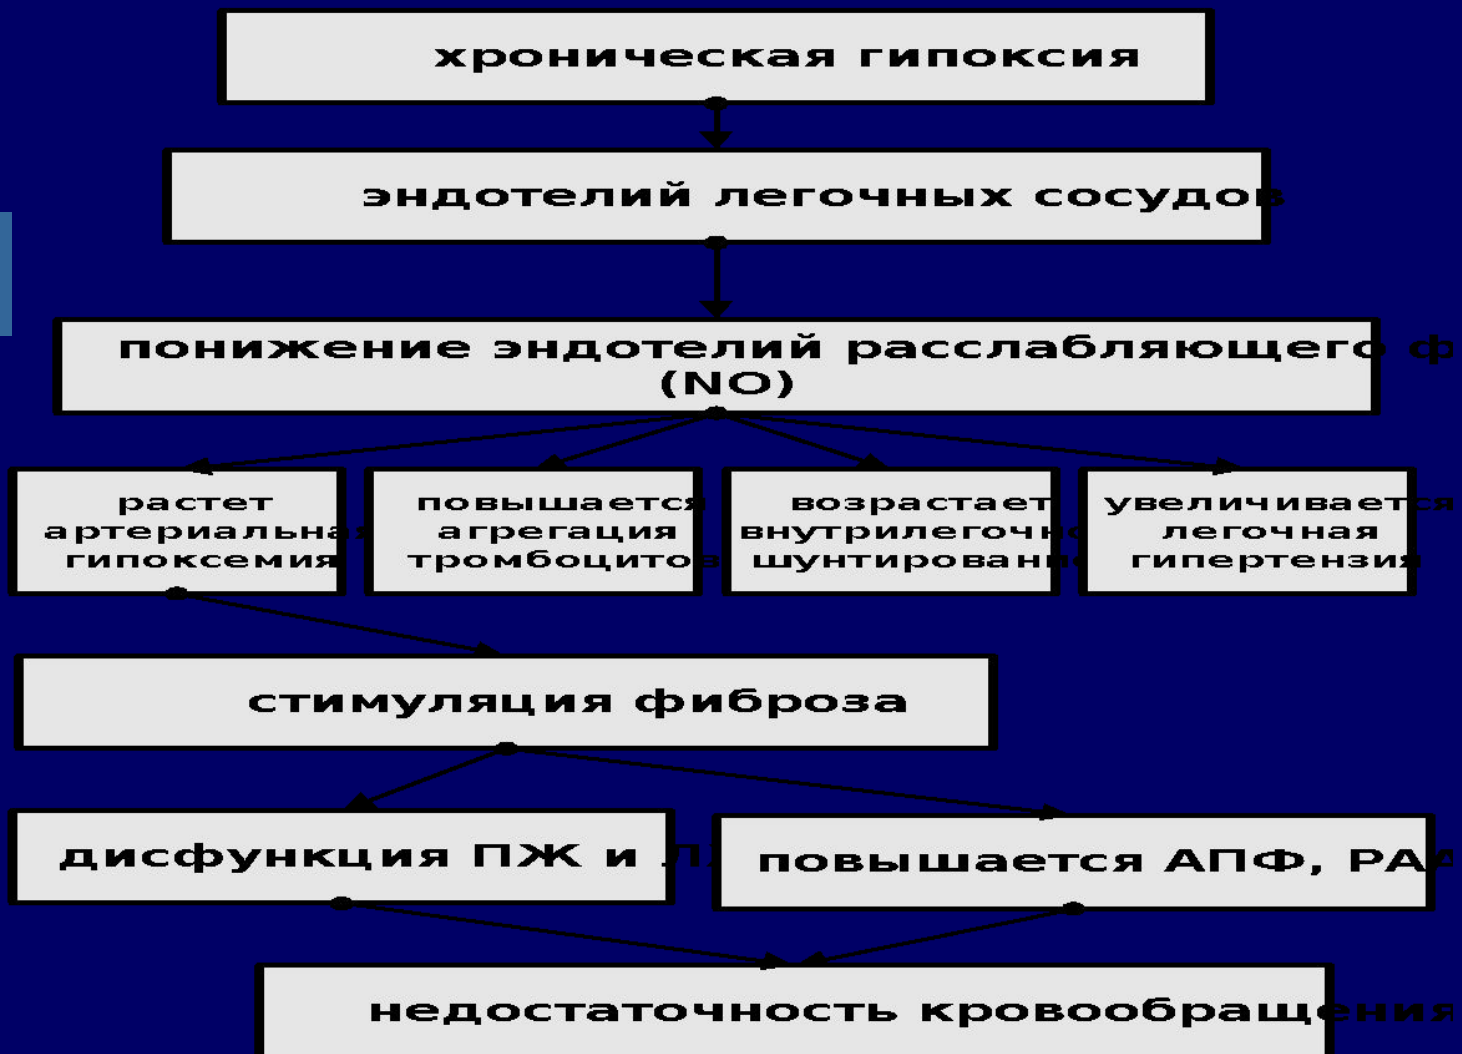 хроническая гипоксия
эндотелий легочных сосудов
понижение эндотелий расслабляющего
(NO)
растет
артериальная
гипоксемия
повышается
агрегация
тромбоцитов
возрастает
шунтирование
увеличивается
легочная
гипертензия
стимуляция фиброза
дисфункция ПЖ и
повышается АПФ,
недостаточность кровообращения